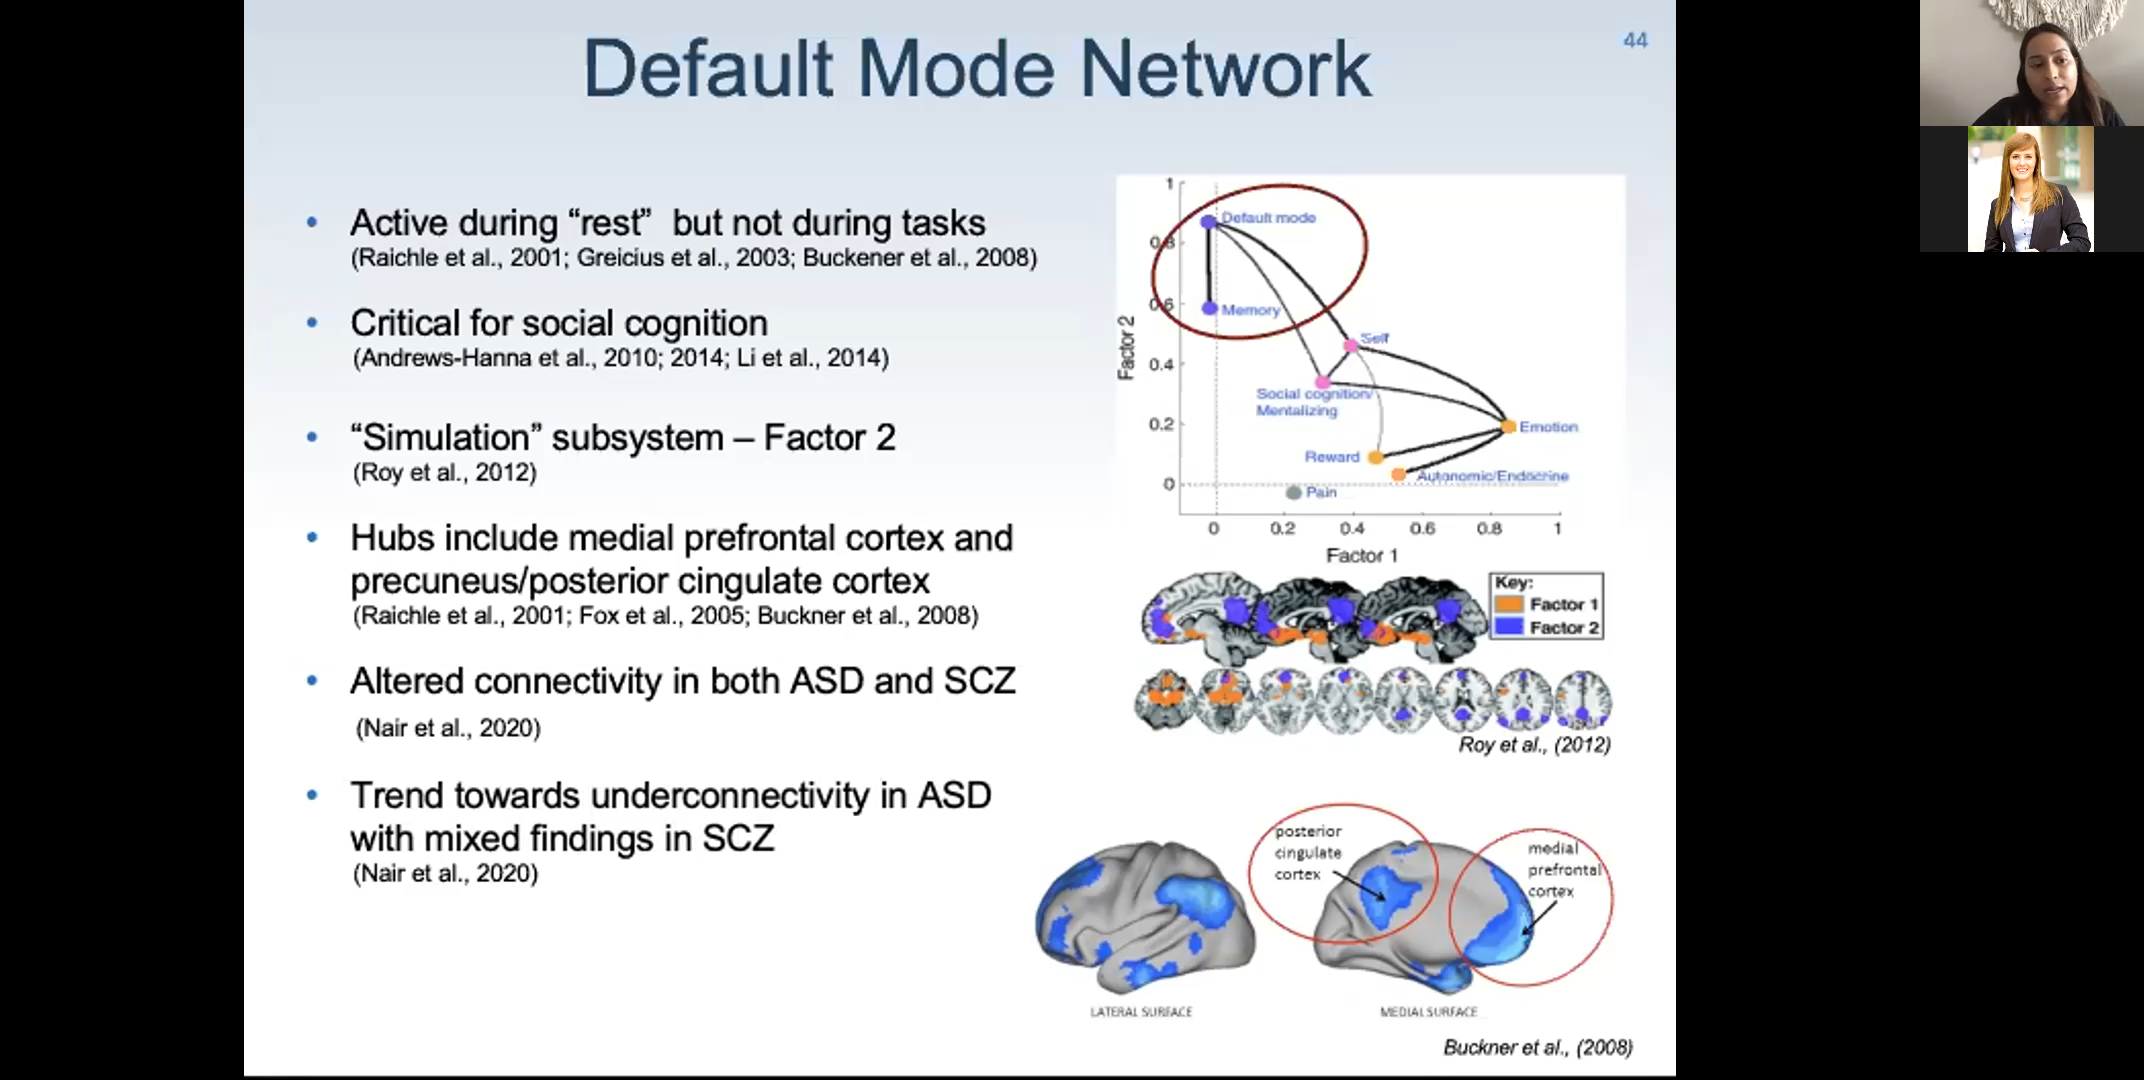 Default Mode Network
44
• Active during “rest”  but not during tasks
(Raichle et al., 2001; Greicius et al., 2003; Buckener et al., 2008)
• Critical for social cognition
(Andrews-Hanna et al., 2010; 2014; Li et al., 2014)
• “Simulation” subsystem – Factor 2
(Roy et al., 2012)
• Hubs include medial prefrontal cortex and
precuneus/posterior cingulate cortex
(Raichle et al., 2001; Fox et al., 2005; Buckner et al., 2008)
• Altered connectivity in both ASD and SCZ
(Nair et al., 2020)
• Trend towards underconnectivity in ASD
with mixed findings in SCZ
(Nair et al., 2020)
1
Default mode
0.8
0.6
Memory
Factor 2
Self
0.4
Social cognition/
Mentalizing
0.2
Emotion
Reward
Autonomic/Endocrine
0
Pain
0 0.2 0.4 0.6 0.8 1
Factor 1
Key:
Factor 1
Factor 2
Roy et al., (2012)
posterior
cingulate
cortex
medial
prefrontal
cortex
LATERAL SURFACE
MEDIAL SURFACE
Buckner et al., (2008)